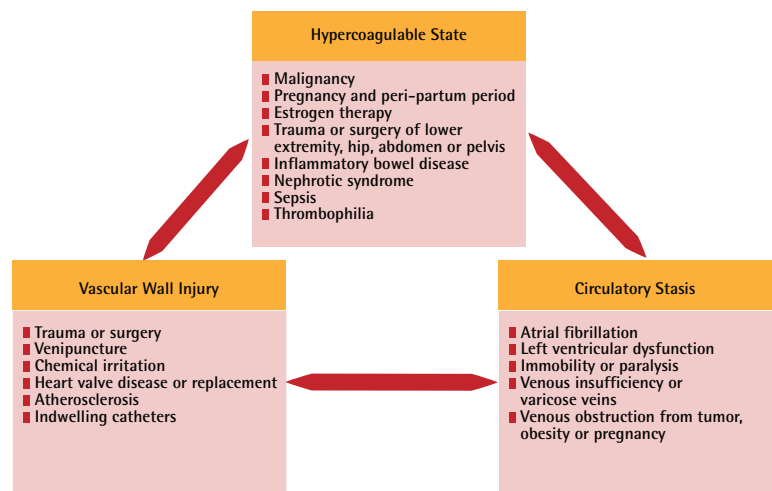 Hypercoagulable State
Malignancy
Pregnancy and peri-partum period
Estrogen therapy
Trauma or surgery of lower
extremity, hip, abdomen or pelvis
Inflammatory bowel disease
Nephrotic syndrome
Sepsis
Thrombophilia
Vascular Wall Injury
Trauma or surgery
Venipuncture
Chemical irritation
Heart valve disease or replacement
Atherosclerosis
Indwelling catheters
Circulatory Stasis
Atrial fibrillation
Left ventricular dysfunction
Immobility or paralysis
Venous insufficiency or
varicose veins
Venous obstruction from tumor,
obesity or pregnancy